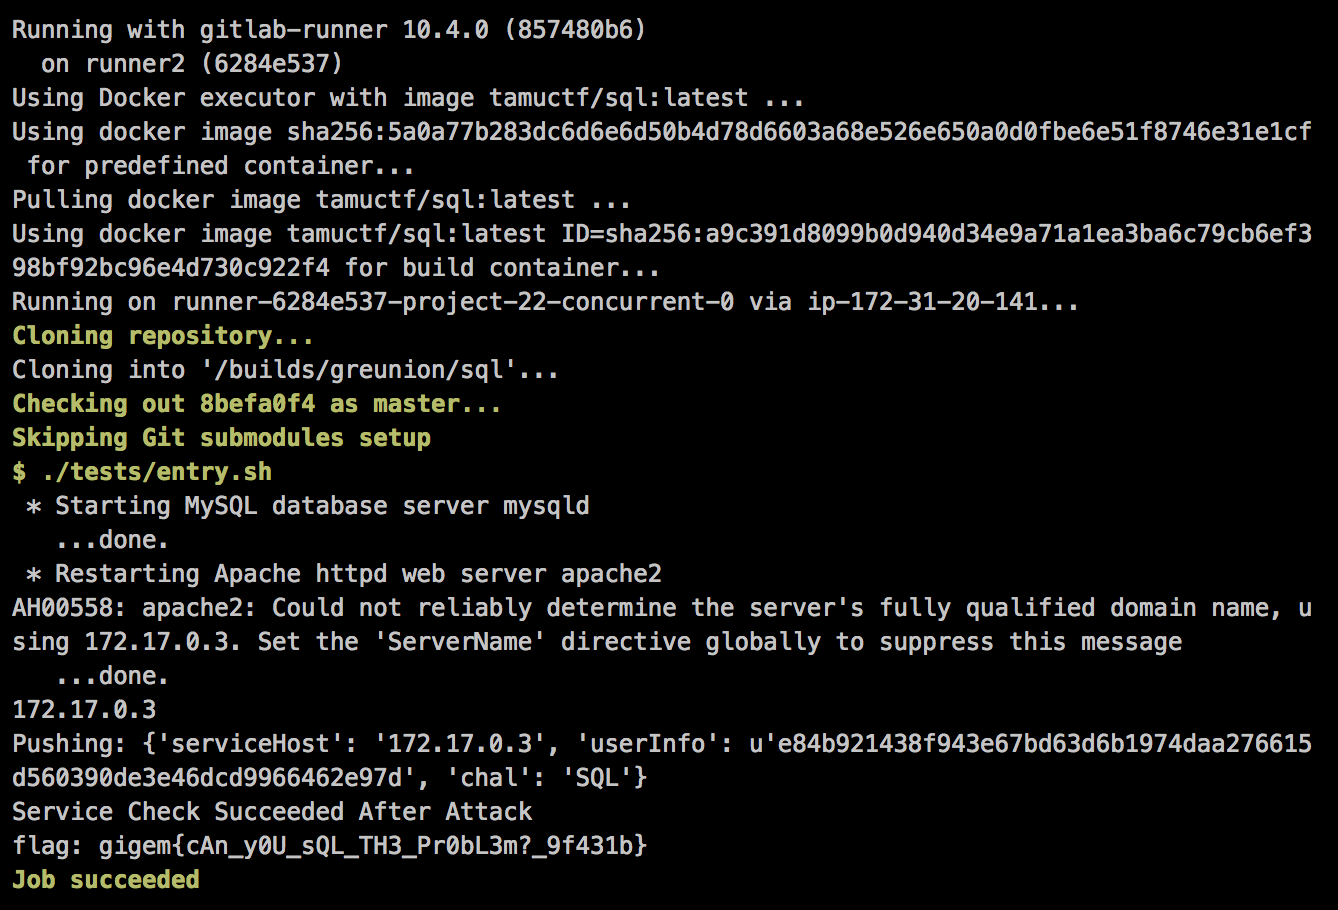 Running with gitlab-runner 10.4.0 (857480b6)
  on runner2 (6284e537)
Using Docker executor with image tamuctf/sql:latest ...
Using docker image sha256:5a0a77b283dc6d6e6d50b4d78d6603a68e526e650a0d0fbe6e51f8746e31e1cf
 for predefined container...
Pulling docker image tamuctf/sql:latest ...
Using docker image tamuctf/sql:latest ID=sha256:a9c391d8099b0d940d34e9a71a1ea3ba6c79cb6ef3
98bf92bc96e4d730c922f4 for build container...
Running on runner-6284e537-project-22-concurrent-0 via ip-172-31-20-141...
Cloning repository...
Cloning into '/builds/greunion/sql'...
Checking out 8befa0f4 as master...
Skipping Git submodules setup
$ ./tests/entry.sh
 * Starting MySQL database server mysqld
   ...done.
 * Restarting Apache httpd web server apache2
AH00558: apache2: Could not reliably determine the server's fully qualified domain name, u
sing 172.17.0.3. Set the 'ServerName' directive globally to suppress this message
   ...done.
172.17.0.3
Pushing: {'serviceHost': '172.17.0.3', 'userInfo': u'e84b921438f943e67bd63d6b1974daa276615
d560390de3e46dcd9966462e97d', 'chal': 'SQL'}
Service Check Succeeded After Attack
flag: gigem{cAn_y0U_sQL_TH3_Pr0bL3m?_9f431b}
Job succeeded